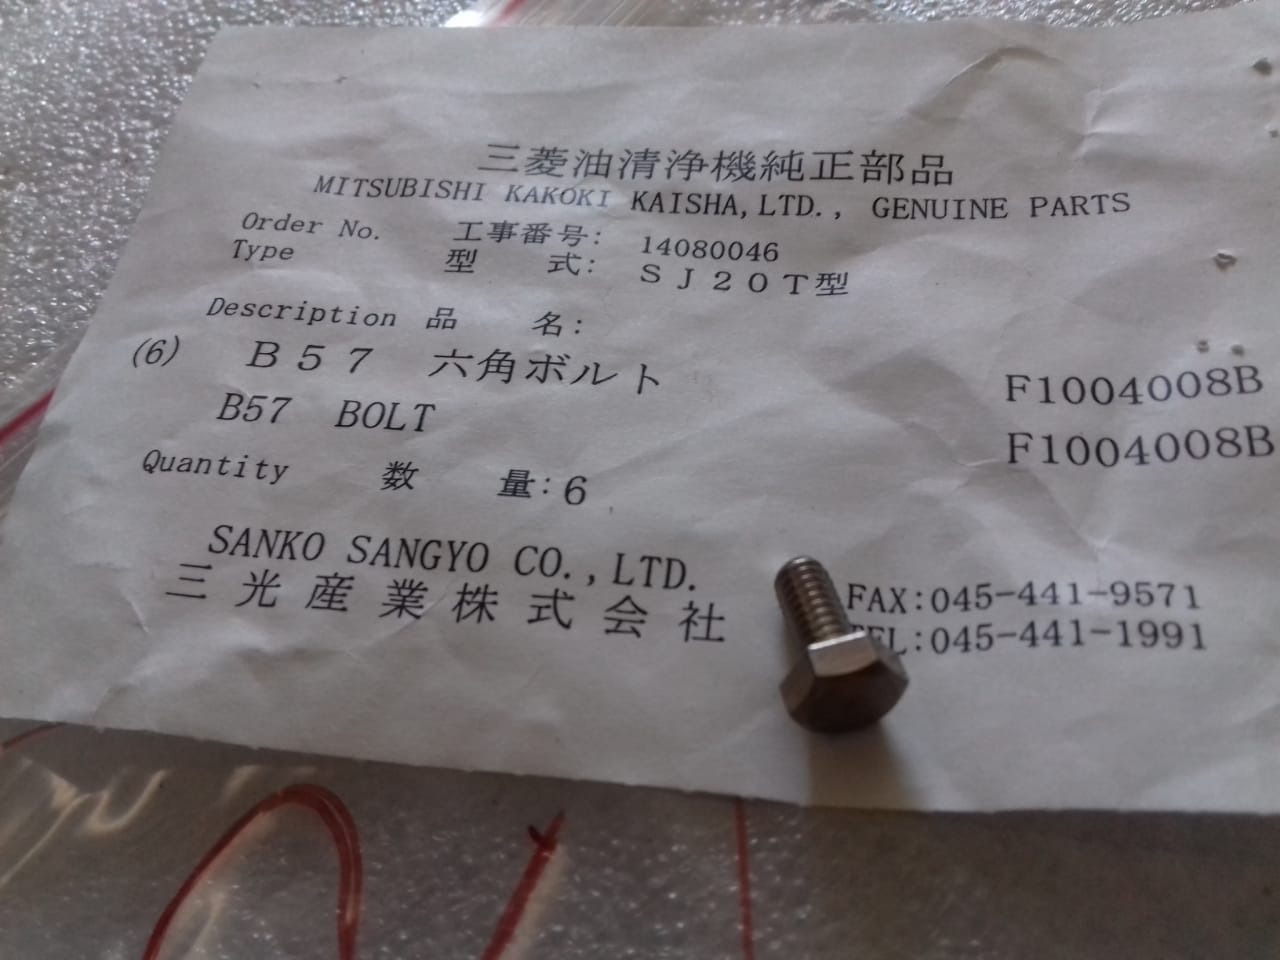 三菱油清浄機純正部品
MITSUBISHI KAKOKI KAISHA,LTD., GENUINE PARTS
Order No. 工事番号: 14080046
Type 型 式: SJ20T型
Description 品 名:
(6) B57 六角ボルト F1004008B
B57 BOLT F1004008B
Quantity 数 量:6
SANKO SANGYO CO.,LTD. FAX:045-441-9571
三光産業株式会社 TEL:045-441-1991